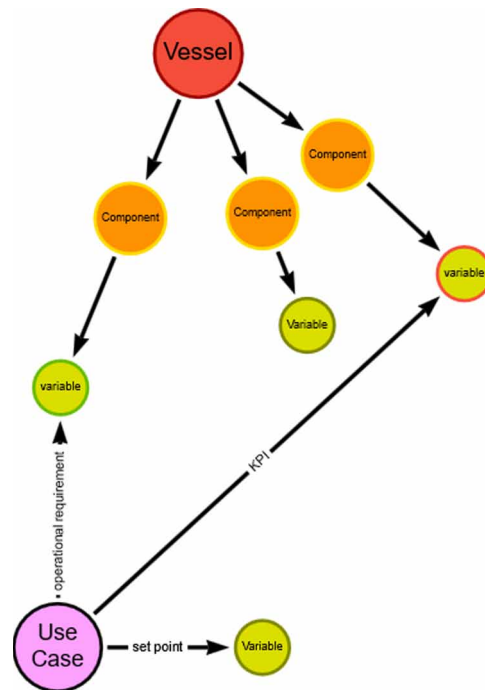 Vessel
Component
Component
Component
variable
Variable
variable
KPI
operational requirement
Use
Case
set point
Variable